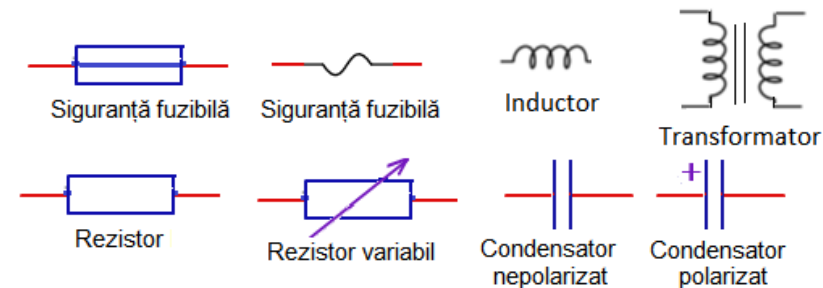 Siguranță fuzibilă
Siguranță fuzibilă
Inductor
Transformator
Rezistor
Rezistor variabil
+
Condensator
nepolarizat
Condensator
polarizat